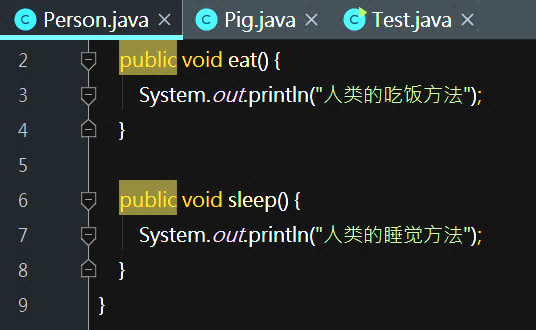 Person.java Pig.java Test.java
2 public void eat() {
3 System.out.println("人类的吃饭方法");
4 }
5
6 public void sleep() {
7 System.out.println("人类的睡觉方法");
8 }
9 }